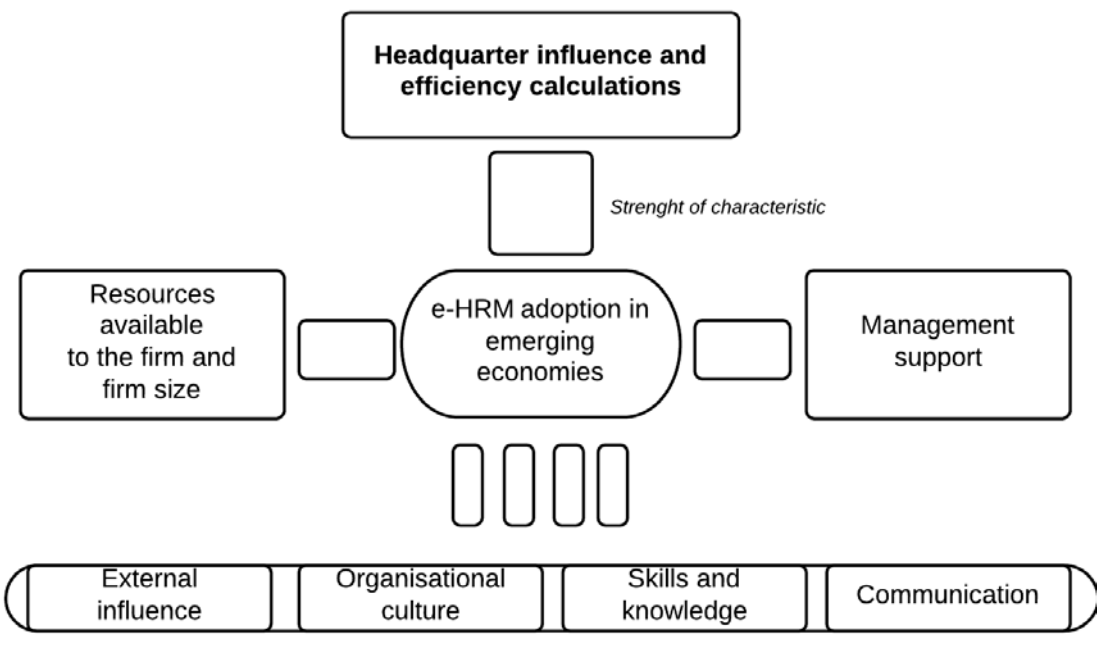 Headquarter influence and
efficiency calculations
Strenght of characteristic
Resources
available
to the firm and
firm size
e-HRM adoption in
emerging
economies
Management
support
External
influence
Organisational
culture
Skills and
knowledge
Communication